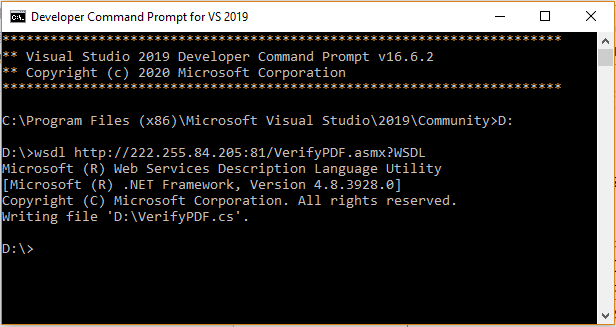 Developer Command Prompt for VS 2019
**********************************************************************
** Visual Studio 2019 Developer Command Prompt v16.6.2
** Copyright (c) 2020 Microsoft Corporation
**********************************************************************
C:\Program Files (x86)\Microsoft Visual Studio\2019\Community>D:
D:\>wsdl http://222.255.84.205:81/VerifyPDF.asmx?WSDL
Microsoft (R) Web Services Description Language Utility
[Microsoft (R) .NET Framework, Version 4.8.3928.0]
Copyright (C) Microsoft Corporation. All rights reserved.
Writing file 'D:\VerifyPDF.cs'.
D:\>